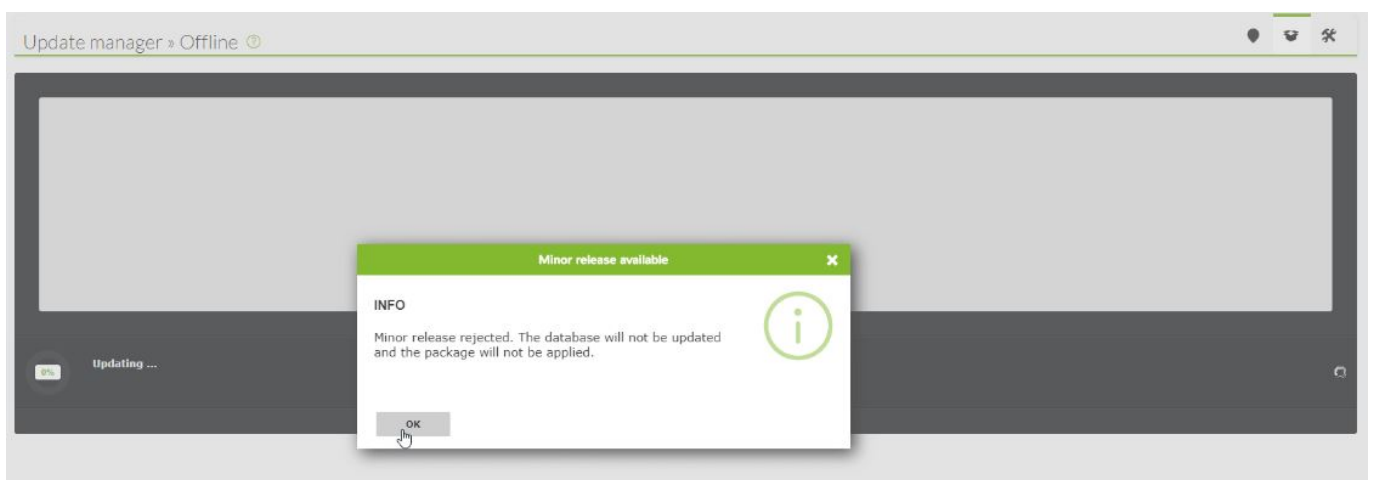 Update manager » Offline ?
Minor release available
INFO
Minor release rejected. The database will not be updated
and the package will not be applied.
0%
Updating ...
OK